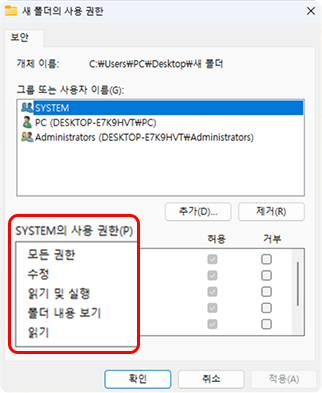 새 폴더의 사용 권한
보안
개체 이름: C:₩Users₩PC₩Desktop₩새 폴더
그룹 또는 사용자 이름(G):
SYSTEM
PC (DESKTOP-E7K9HVT₩PC)
Administrators (DESKTOP-E7K9HVT₩Administrators)
추가(D)... 제거(R)
SYSTEM의 사용 권한(P) 허용 거부
모든 권한
수정
읽기 및 실행
폴더 내용 보기
읽기
확인 취소 적용(A)